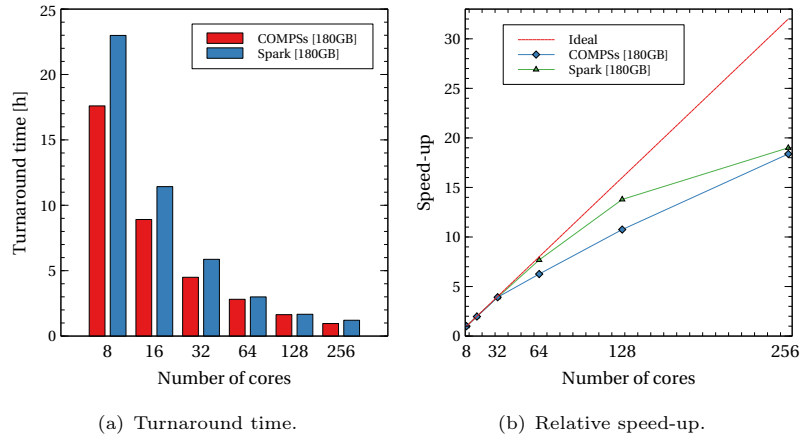 COMPSs [180GB]
Spark [180GB]
Turnaround time [h]
25
20
15
10
5
0
8 16 32 64 128 256
Number of cores
(a) Turnaround time.
Ideal
COMPSs [180GB]
Spark [180GB]
Speed-up
30
25
20
15
10
5
0
8 32 64 128 256
Number of cores
(b) Relative speed-up.